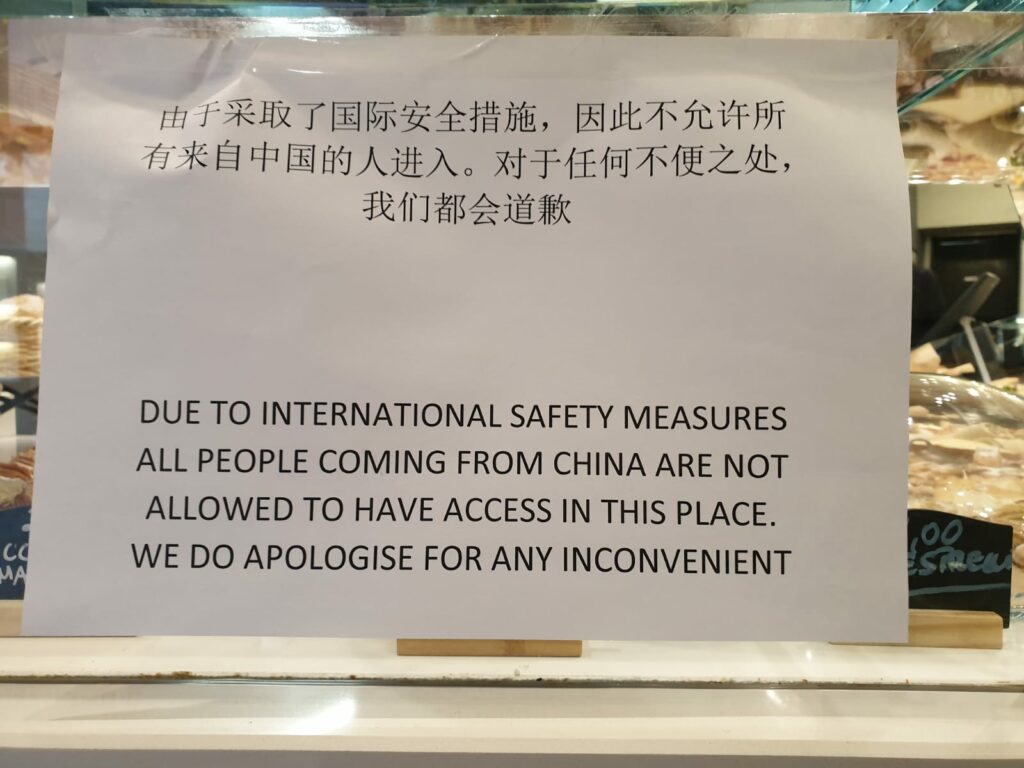 由于采取了国际安全措施，因此不允许所
有来自中国的人进入。对于任何不便之处，
我们都会道歉
DUE TO INTERNATIONAL SAFETY MEASURES
ALL PEOPLE COMING FROM CHINA ARE NOT
ALLOWED TO HAVE ACCESS IN THIS PLACE.
WE DO APOLOGISE FOR ANY INCONVENIENT